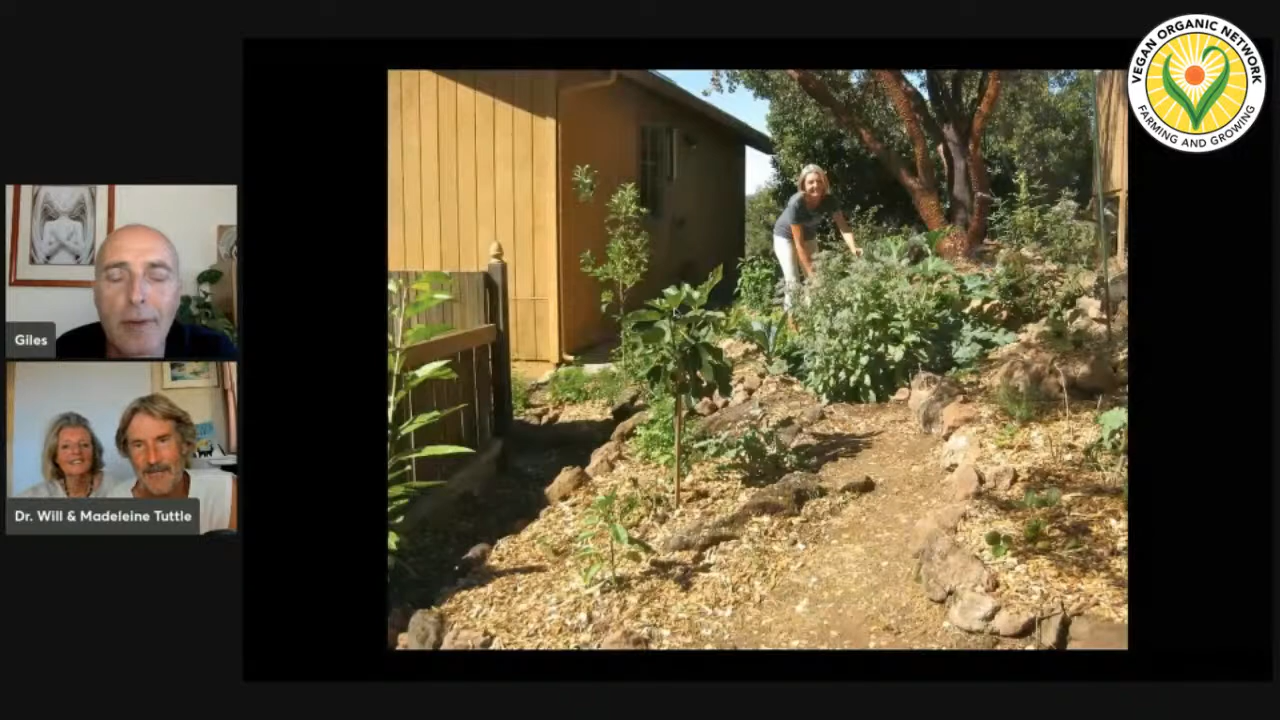 VEGAN ORGANIC NETWORK
FARMING AND GROWING
Giles
Dr. Will & Madeleine Tuttle